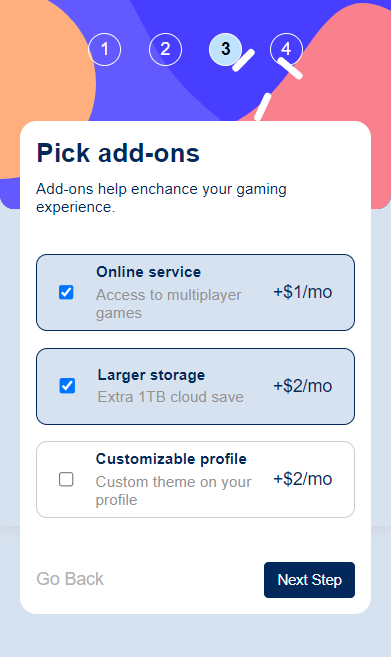 1 2 3 4
Pick add-ons
Add-ons help enchance your gaming
experience.
Online service
Access to multiplayer
games
+$1/mo
Larger storage
Extra 1TB cloud save
+$2/mo
Customizable profile
Custom theme on your
profile
+$2/mo
Go Back
Next Step